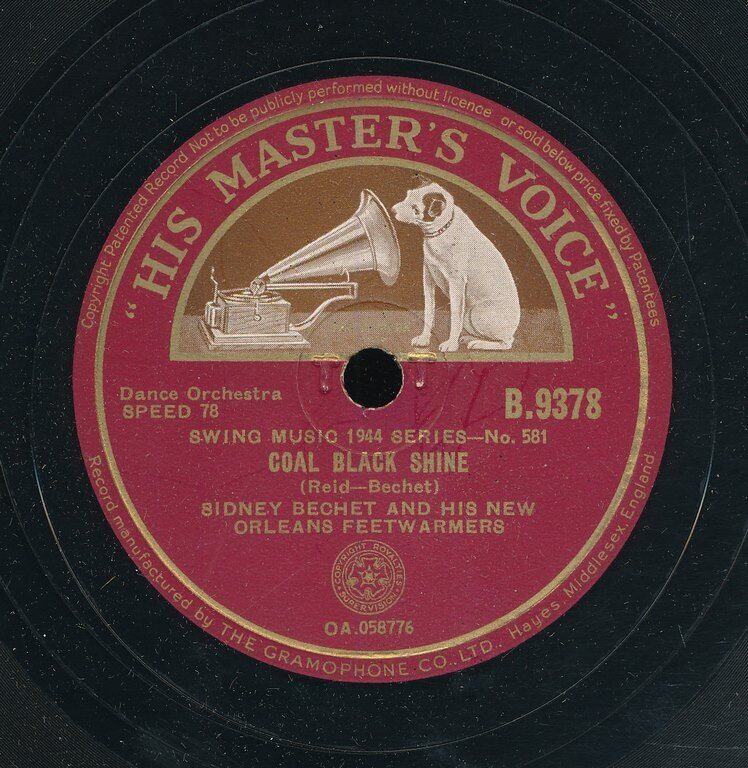 Copyright Patented Record Not to be publicly performed without licence or sold below price fixed by Patentees
"HIS MASTER'S VOICE"
Dance Orchestra
SPEED 78
B.9378
SWING MUSIC 1944 SERIES—No. 581
COAL BLACK SHINE
(Reid—Bechet)
SIDNEY BECHET AND HIS NEW
ORLEANS FEETWARMERS
COPYRIGHT ROYALTIES
SUPERVISION
OA.058776
Record manufactured by THE GRAMOPHONE CO., LTD., Hayes, Middlesex, England.